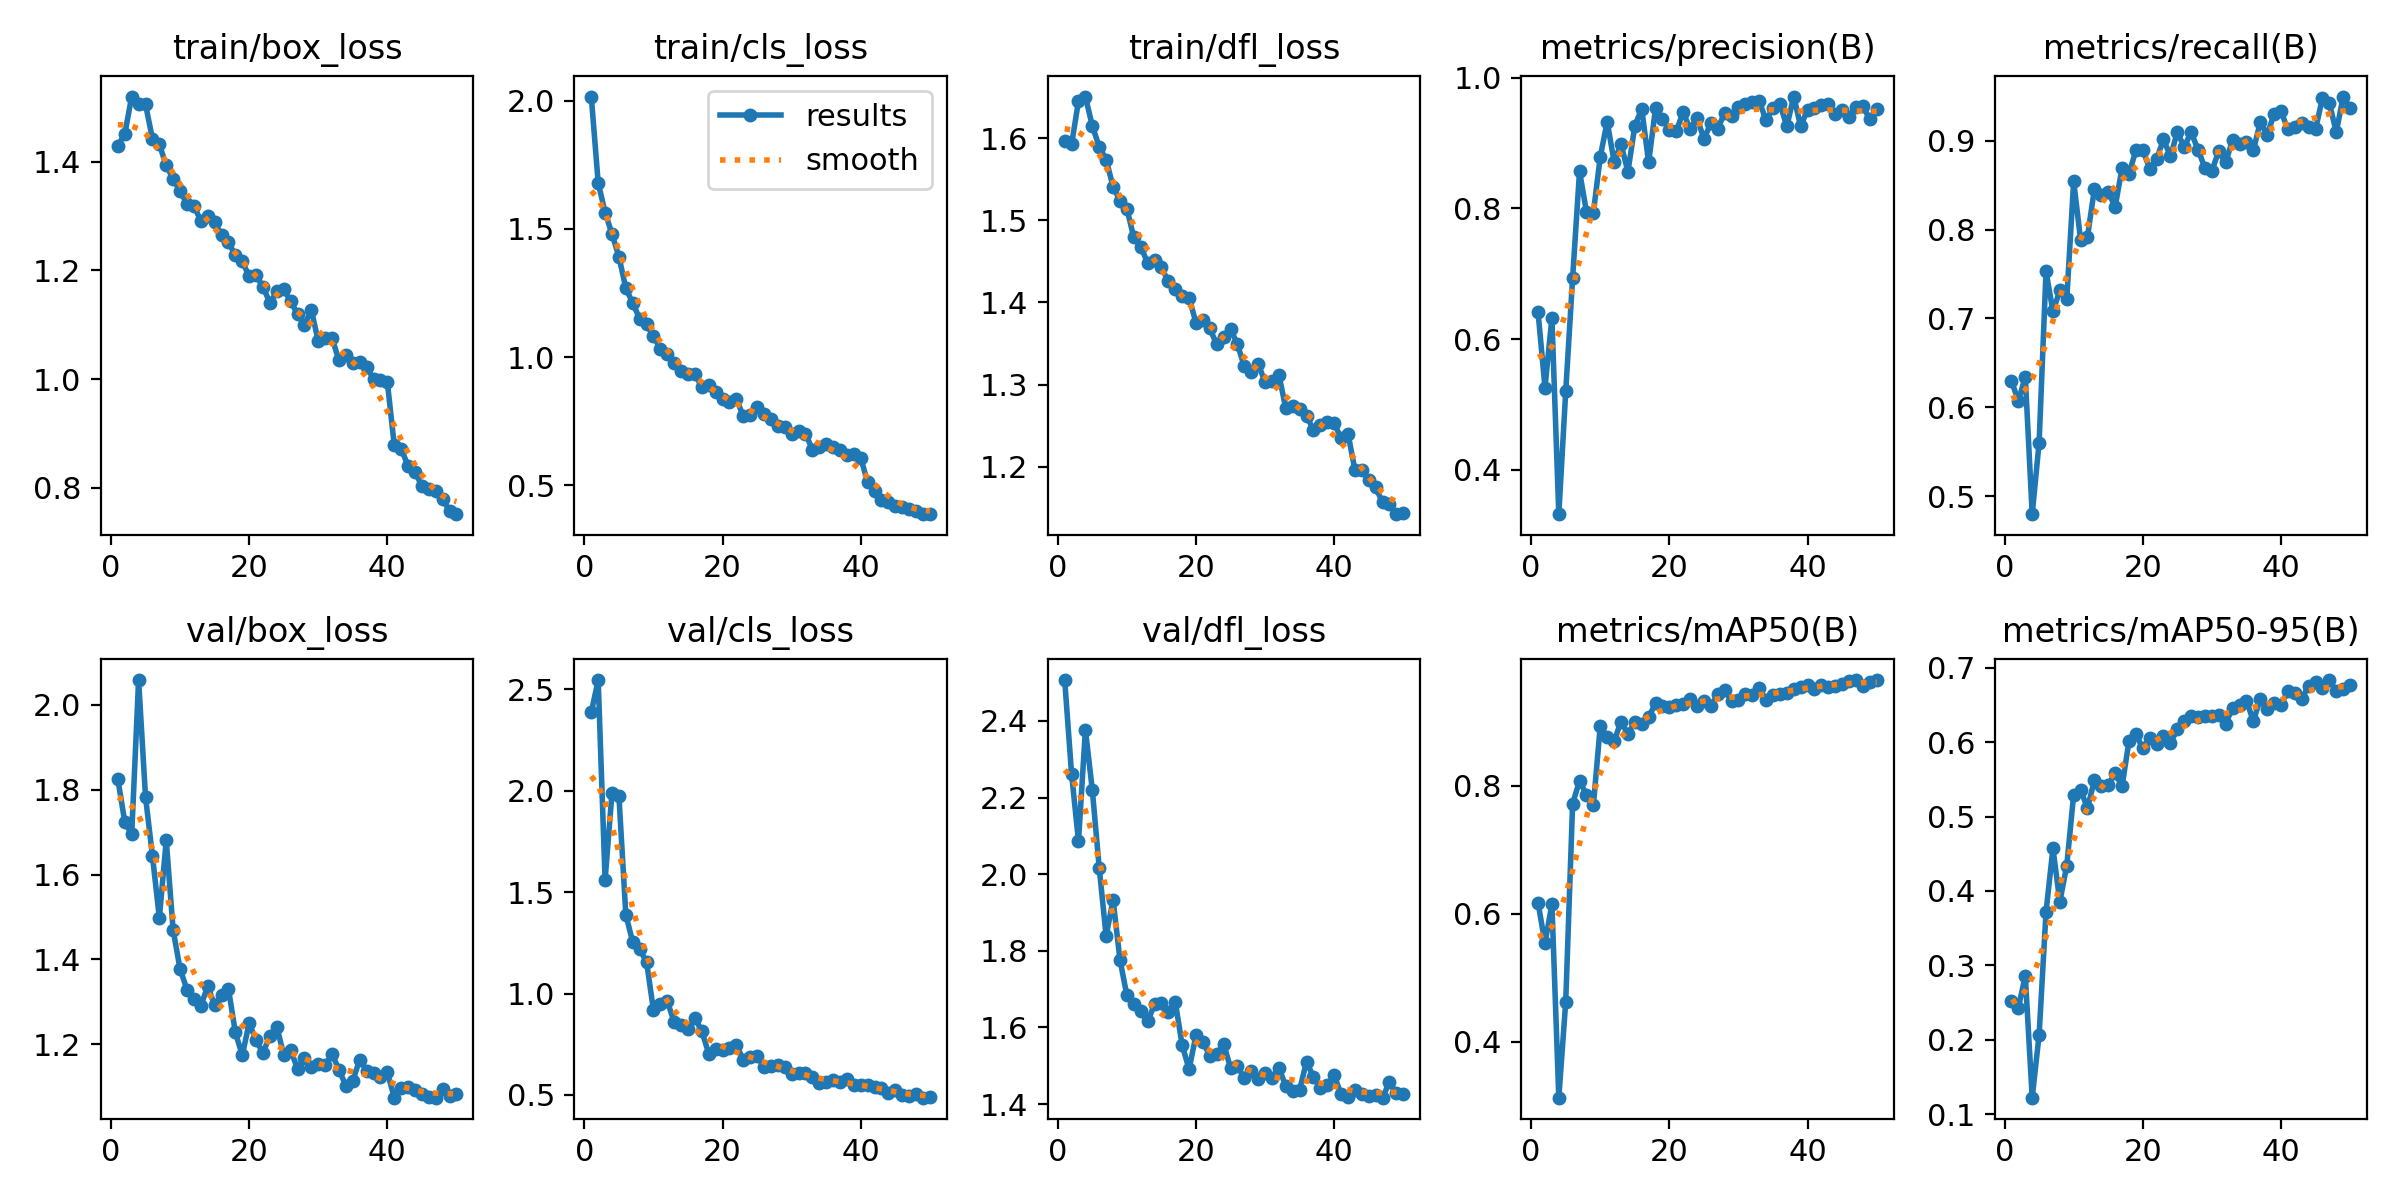 train/box_loss
1.4
1.2
1.0
0.8
0 20 40
train/cls_loss
results
smooth
2.0
1.5
1.0
0.5
0 20 40
train/dfl_loss
1.6
1.5
1.4
1.3
1.2
0 20 40
metrics/precision(B)
1.0
0.8
0.6
0.4
0 20 40
metrics/recall(B)
0.9
0.8
0.7
0.6
0.5
0 20 40
val/box_loss
2.0
1.8
1.6
1.4
1.2
0 20 40
val/cls_loss
2.5
2.0
1.5
1.0
0.5
0 20 40
val/dfl_loss
2.4
2.2
2.0
1.8
1.6
1.4
0 20 40
metrics/mAP50(B)
0.8
0.6
0.4
0 20 40
metrics/mAP50-95(B)
0.7
0.6
0.5
0.4
0.3
0.2
0.1
0 20 40